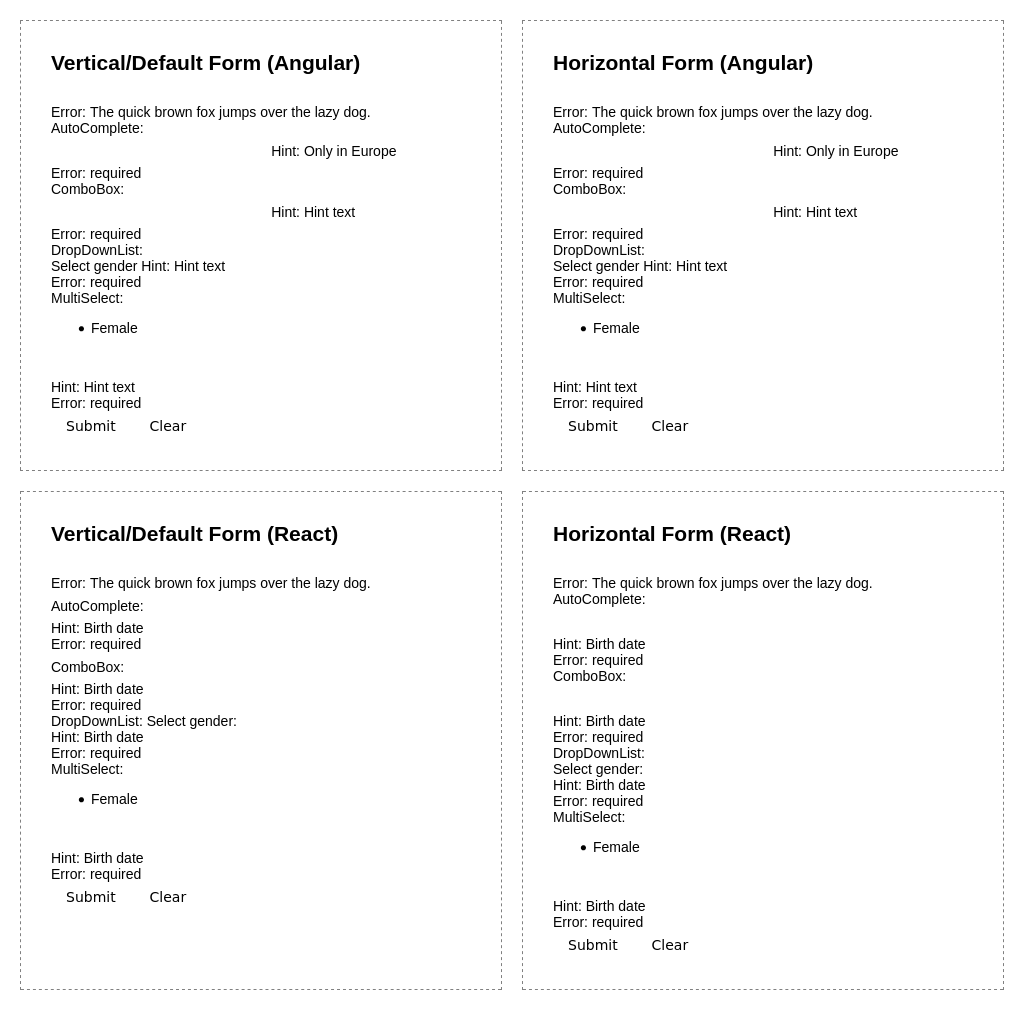 Vertical/Default Form (Angular)
Error: The quick brown fox jumps over the lazy dog.
AutoComplete:
Hint: Only in Europe
Error: required
ComboBox:
Hint: Hint text
Error: required
DropDownList:
Select gender Hint: Hint text
Error: required
MultiSelect:
• Female
Hint: Hint text
Error: required
Submit Clear
Horizontal Form (Angular)
Error: The quick brown fox jumps over the lazy dog.
AutoComplete:
Hint: Only in Europe
Error: required
ComboBox:
Hint: Hint text
Error: required
DropDownList:
Select gender Hint: Hint text
Error: required
MultiSelect:
• Female
Hint: Hint text
Error: required
Submit Clear
Vertical/Default Form (React)
Error: The quick brown fox jumps over the lazy dog.
AutoComplete:
Hint: Birth date
Error: required
ComboBox:
Hint: Birth date
Error: required
DropDownList: Select gender:
Hint: Birth date
Error: required
MultiSelect:
• Female
Hint: Birth date
Error: required
Submit Clear
Horizontal Form (React)
Error: The quick brown fox jumps over the lazy dog.
AutoComplete:
Hint: Birth date
Error: required
ComboBox:
Hint: Birth date
Error: required
DropDownList:
Select gender:
Hint: Birth date
Error: required
MultiSelect:
• Female
Hint: Birth date
Error: required
Submit Clear